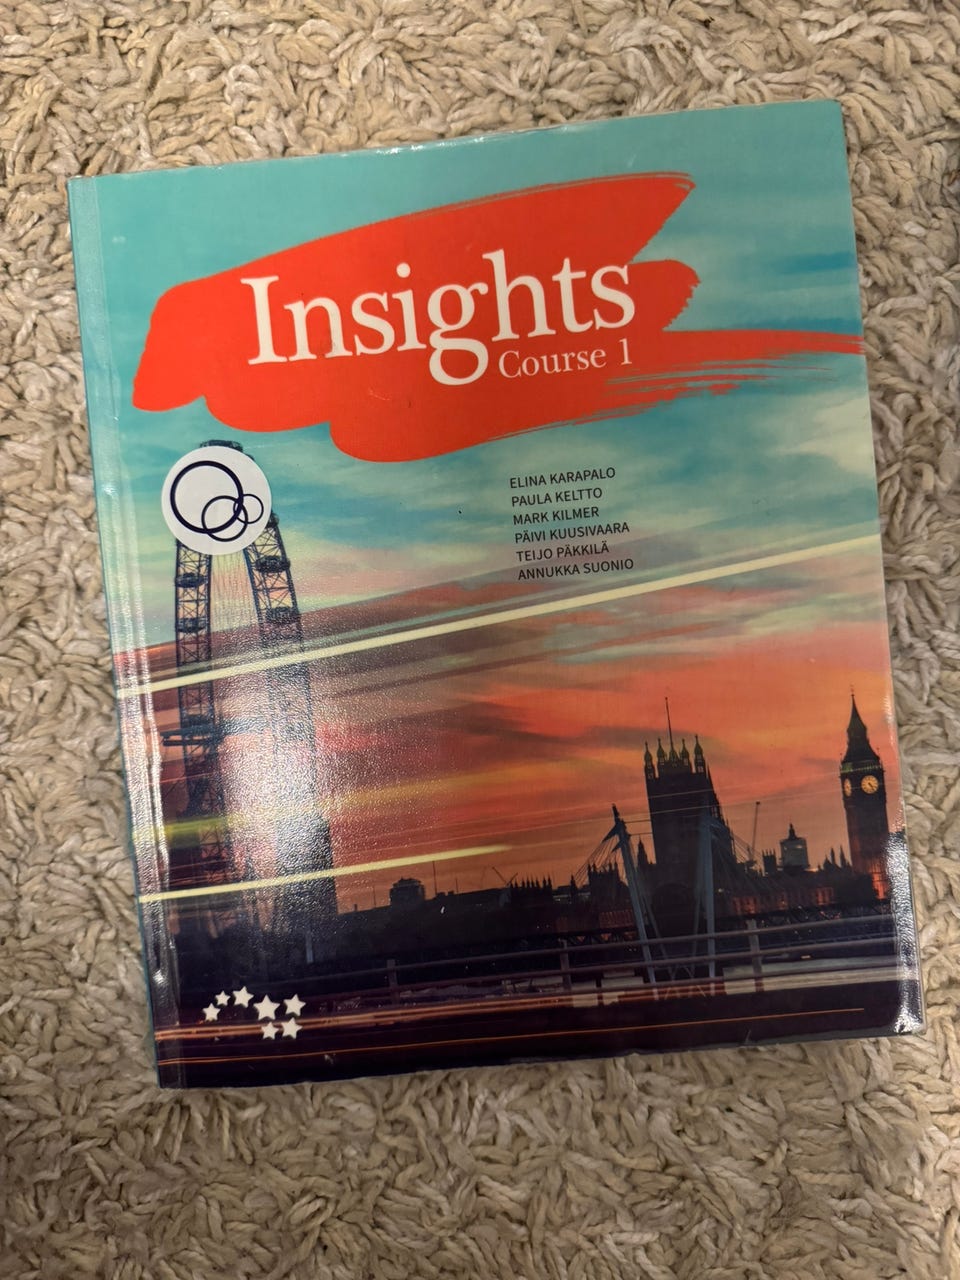 Insights
Course 1
ELINA KARAPALO
PAULA KELTTO
MARK KILMER
PÄIVI KUUSIVAARA
TEIJO PÄKKILÄ
ANNUKKA SUONIO